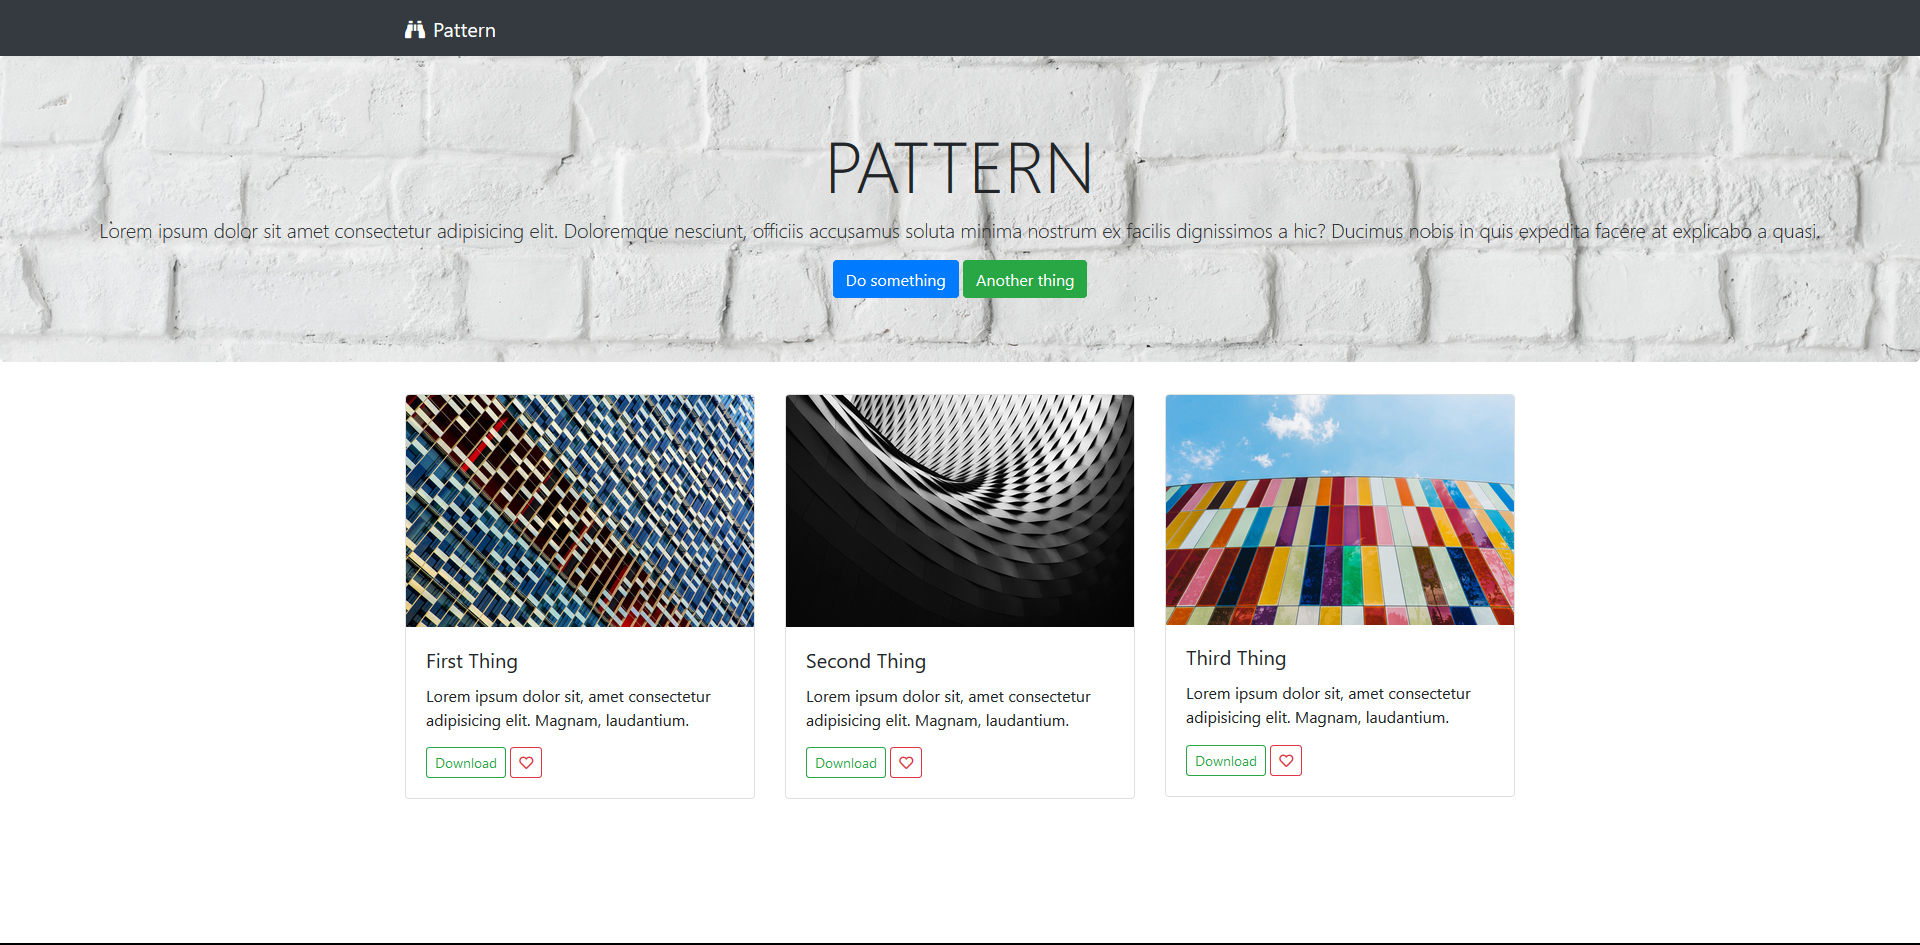 Pattern
PATTERN
Lorem ipsum dolor sit amet consectetur adipisicing elit. Doloremque nesciunt, officiis accusamus soluta minima nostrum ex facilis dignissimos a hic? Ducimus nobis in quis expedita facere at explicabo a quasi.
Do something Another thing
First Thing
Lorem ipsum dolor sit, amet consectetur
adipisicing elit. Magnam, laudantium.
Download
Second Thing
Lorem ipsum dolor sit, amet consectetur
adipisicing elit. Magnam, laudantium.
Download
Third Thing
Lorem ipsum dolor sit, amet consectetur
adipisicing elit. Magnam, laudantium.
Download